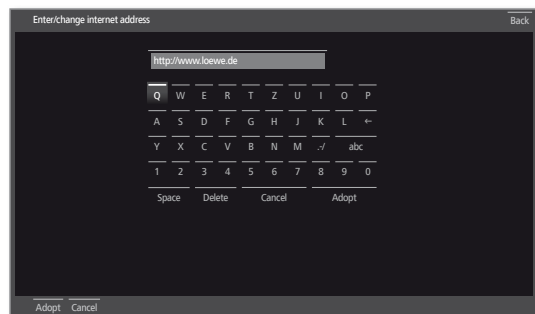 Enter/change internet address Back
http://www.loewe.de
Q W E R T Z U I O P
A S D F G H J K L ←
Y X C V B N M .-/ abc
1 2 3 4 5 6 7 8 9 0
Space Delete Cancel Adopt
Adopt Cancel